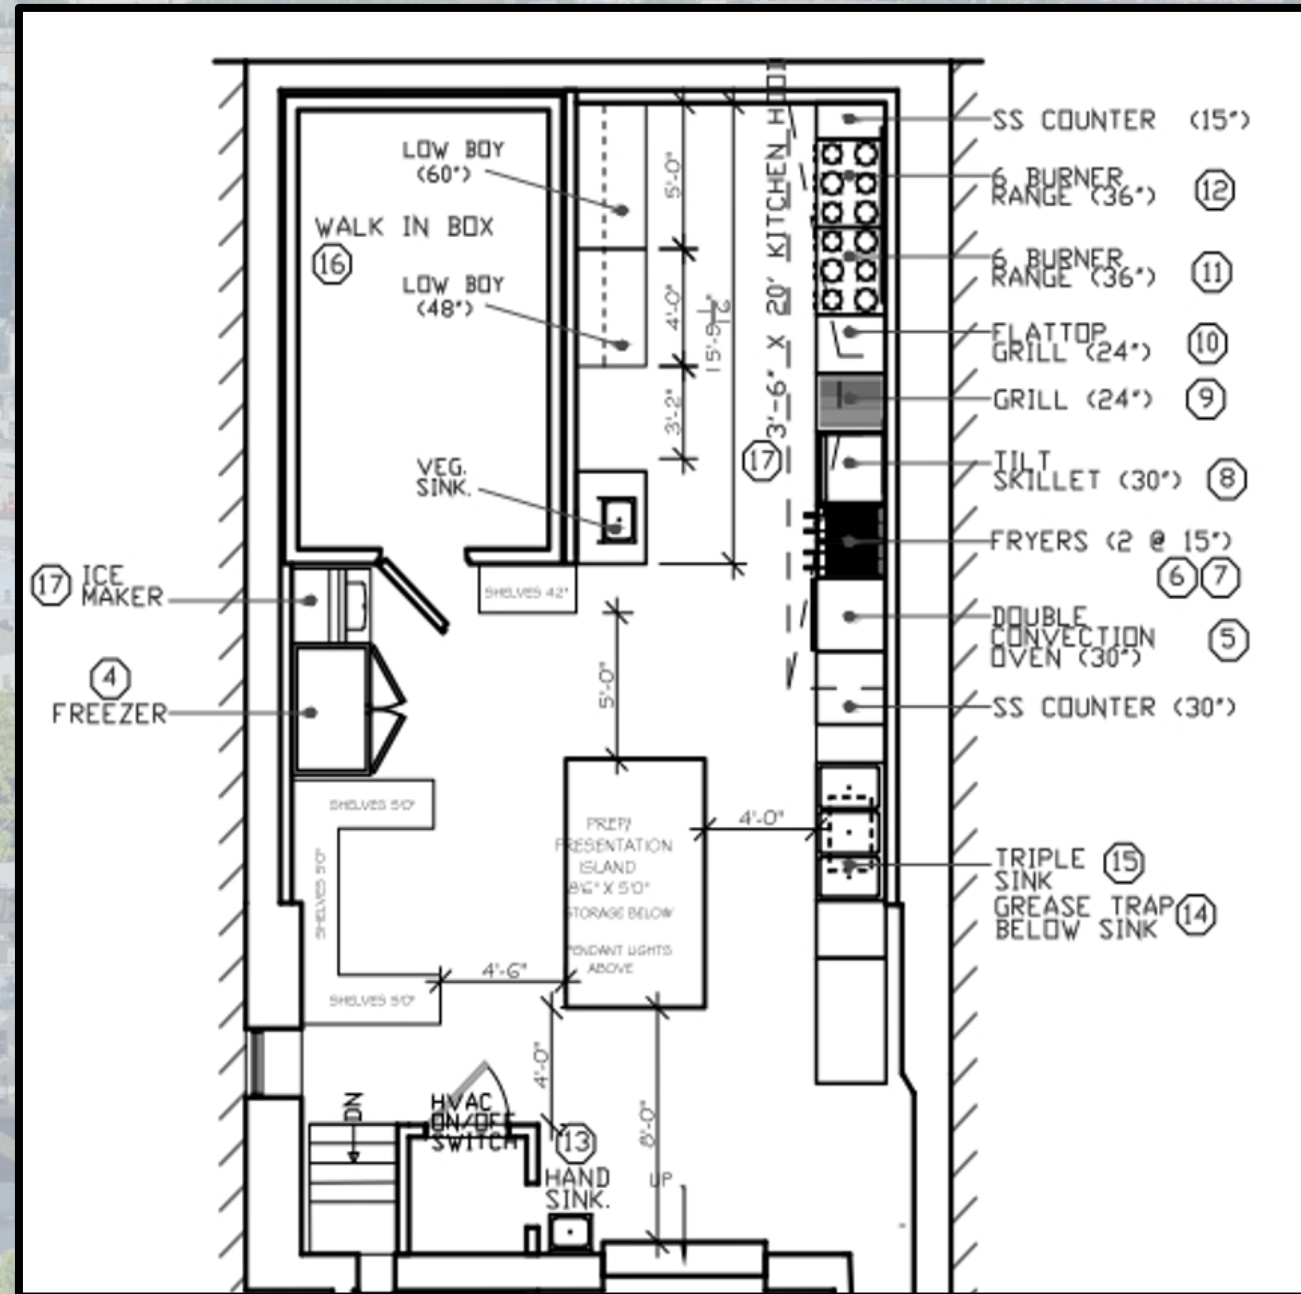 SS COUNTER (15")
LOW BOY
(60")
5'-0"
6 BURNER
RANGE (36") 12
WALK IN BOX
16
6 BURNER
RANGE (36") 11
LOW BOY
(48")
4'-0"
15'-9 1/2"
3'-6" X 20' KITCHEN HOOD
FLATTOP
GRILL (24") 10
GRILL (24") 9
3'-2"
17
VEG.
SINK.
TILT
SKILLET (30") 8
FRYERS (2 @ 15")
6 7
17 ICE
MAKER
SHELVES 42"
DOUBLE
CONVECTION
OVEN (30") 5
4
FREEZER
5'-0"
SS COUNTER (30")
SHELVES 5'0"
SHELVES 5'0"
SHELVES 5'0"
PREP/
PRESENTATION
ISLAND
8'6" X 5'0"
STORAGE BELOW
PENDANT LIGHTS
ABOVE
4'-0"
TRIPLE 15
SINK
GREASE TRAP 14
BELOW SINK
4'-6"
4'-0"
8'-0"
DN
HVAC
ON/OFF
SWITCH
13
HAND
SINK.
UP